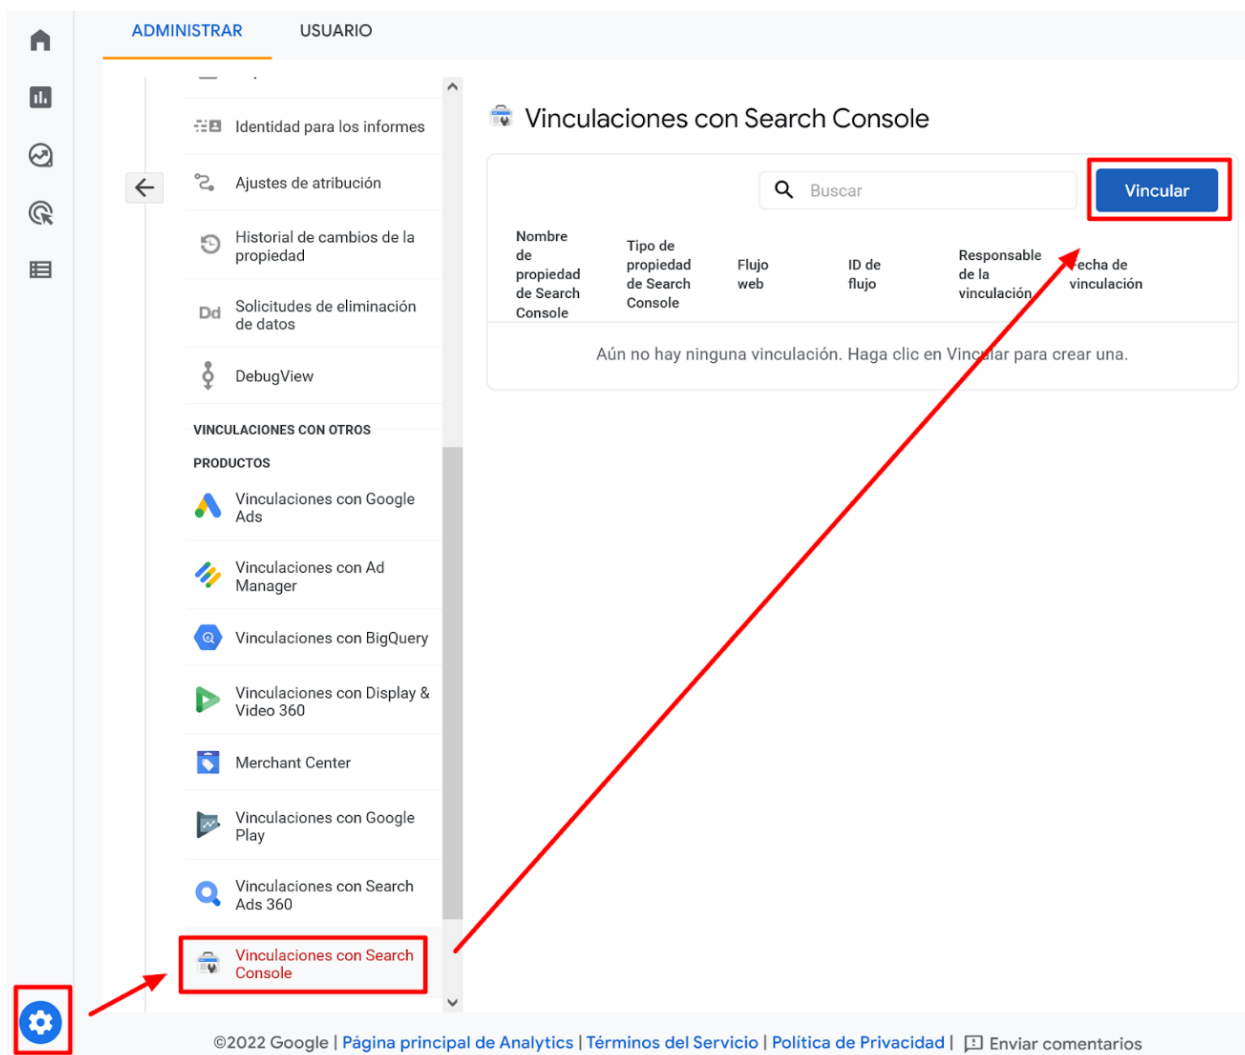 ADMINISTRAR
USUARIO
Identidad para los informes
Ajustes de atribución
Historial de cambios de la
propiedad
Dd
Solicitudes de eliminación
de datos
DebugView
VINCULACIONES CON OTROS
PRODUCTOS
Vinculaciones con Google
Ads
Vinculaciones con Ad
Manager
Vinculaciones con BigQuery
Vinculaciones con Display &
Video 360
Merchant Center
Vinculaciones con Google
Play
Vinculaciones con Search
Ads 360
Vinculaciones con Search
Console
Vinculaciones con Search Console
Buscar
Vincular
Nombre
de
propiedad
de Search
Console
Tipo de
propiedad
de Search
Console
Flujo
web
ID de
flujo
Responsable
de la
vinculación
Fecha de
vinculación
Aún no hay ninguna vinculación. Haga clic en Vincular para crear una.
©2022 Google | Página principal de Analytics | Términos del Servicio | Política de Privacidad | Enviar comentarios